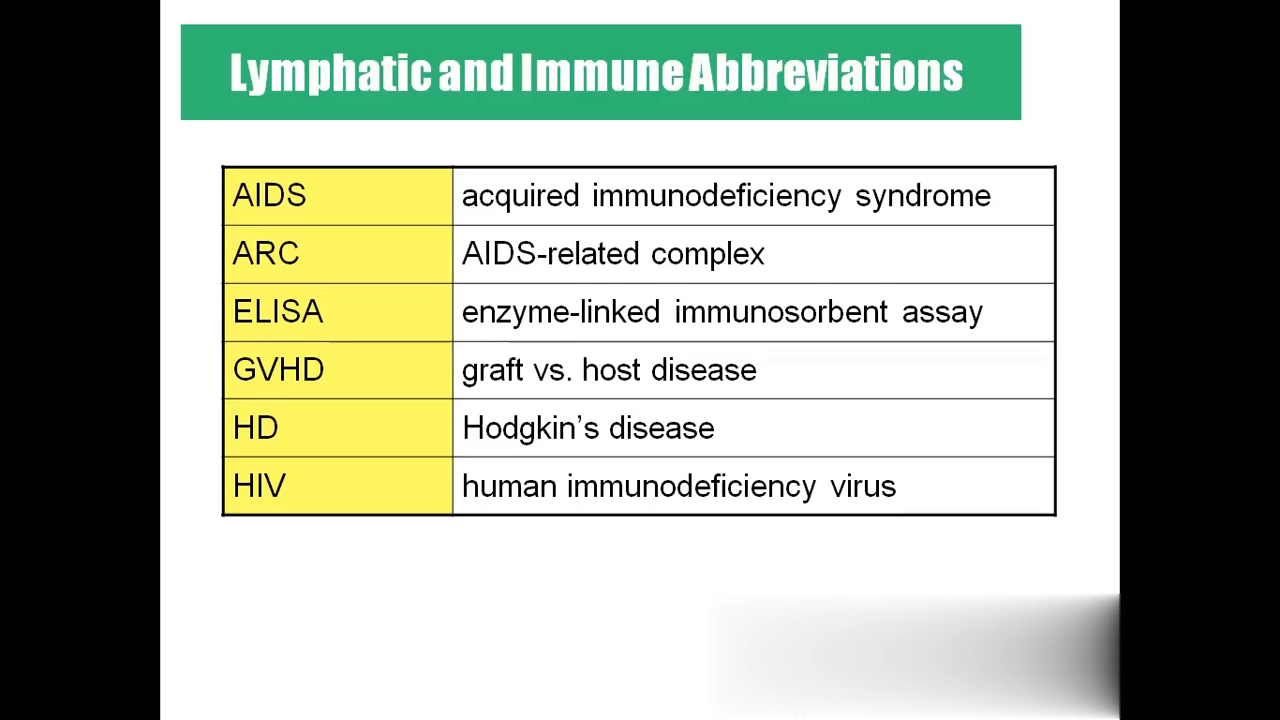 Lymphatic and Immune Abbreviations
AIDS acquired immunodeficiency syndrome
ARC AIDS-related complex
ELISA enzyme-linked immunosorbent assay
GVHD graft vs. host disease
HD Hodgkin’s disease
HIV human immunodeficiency virus